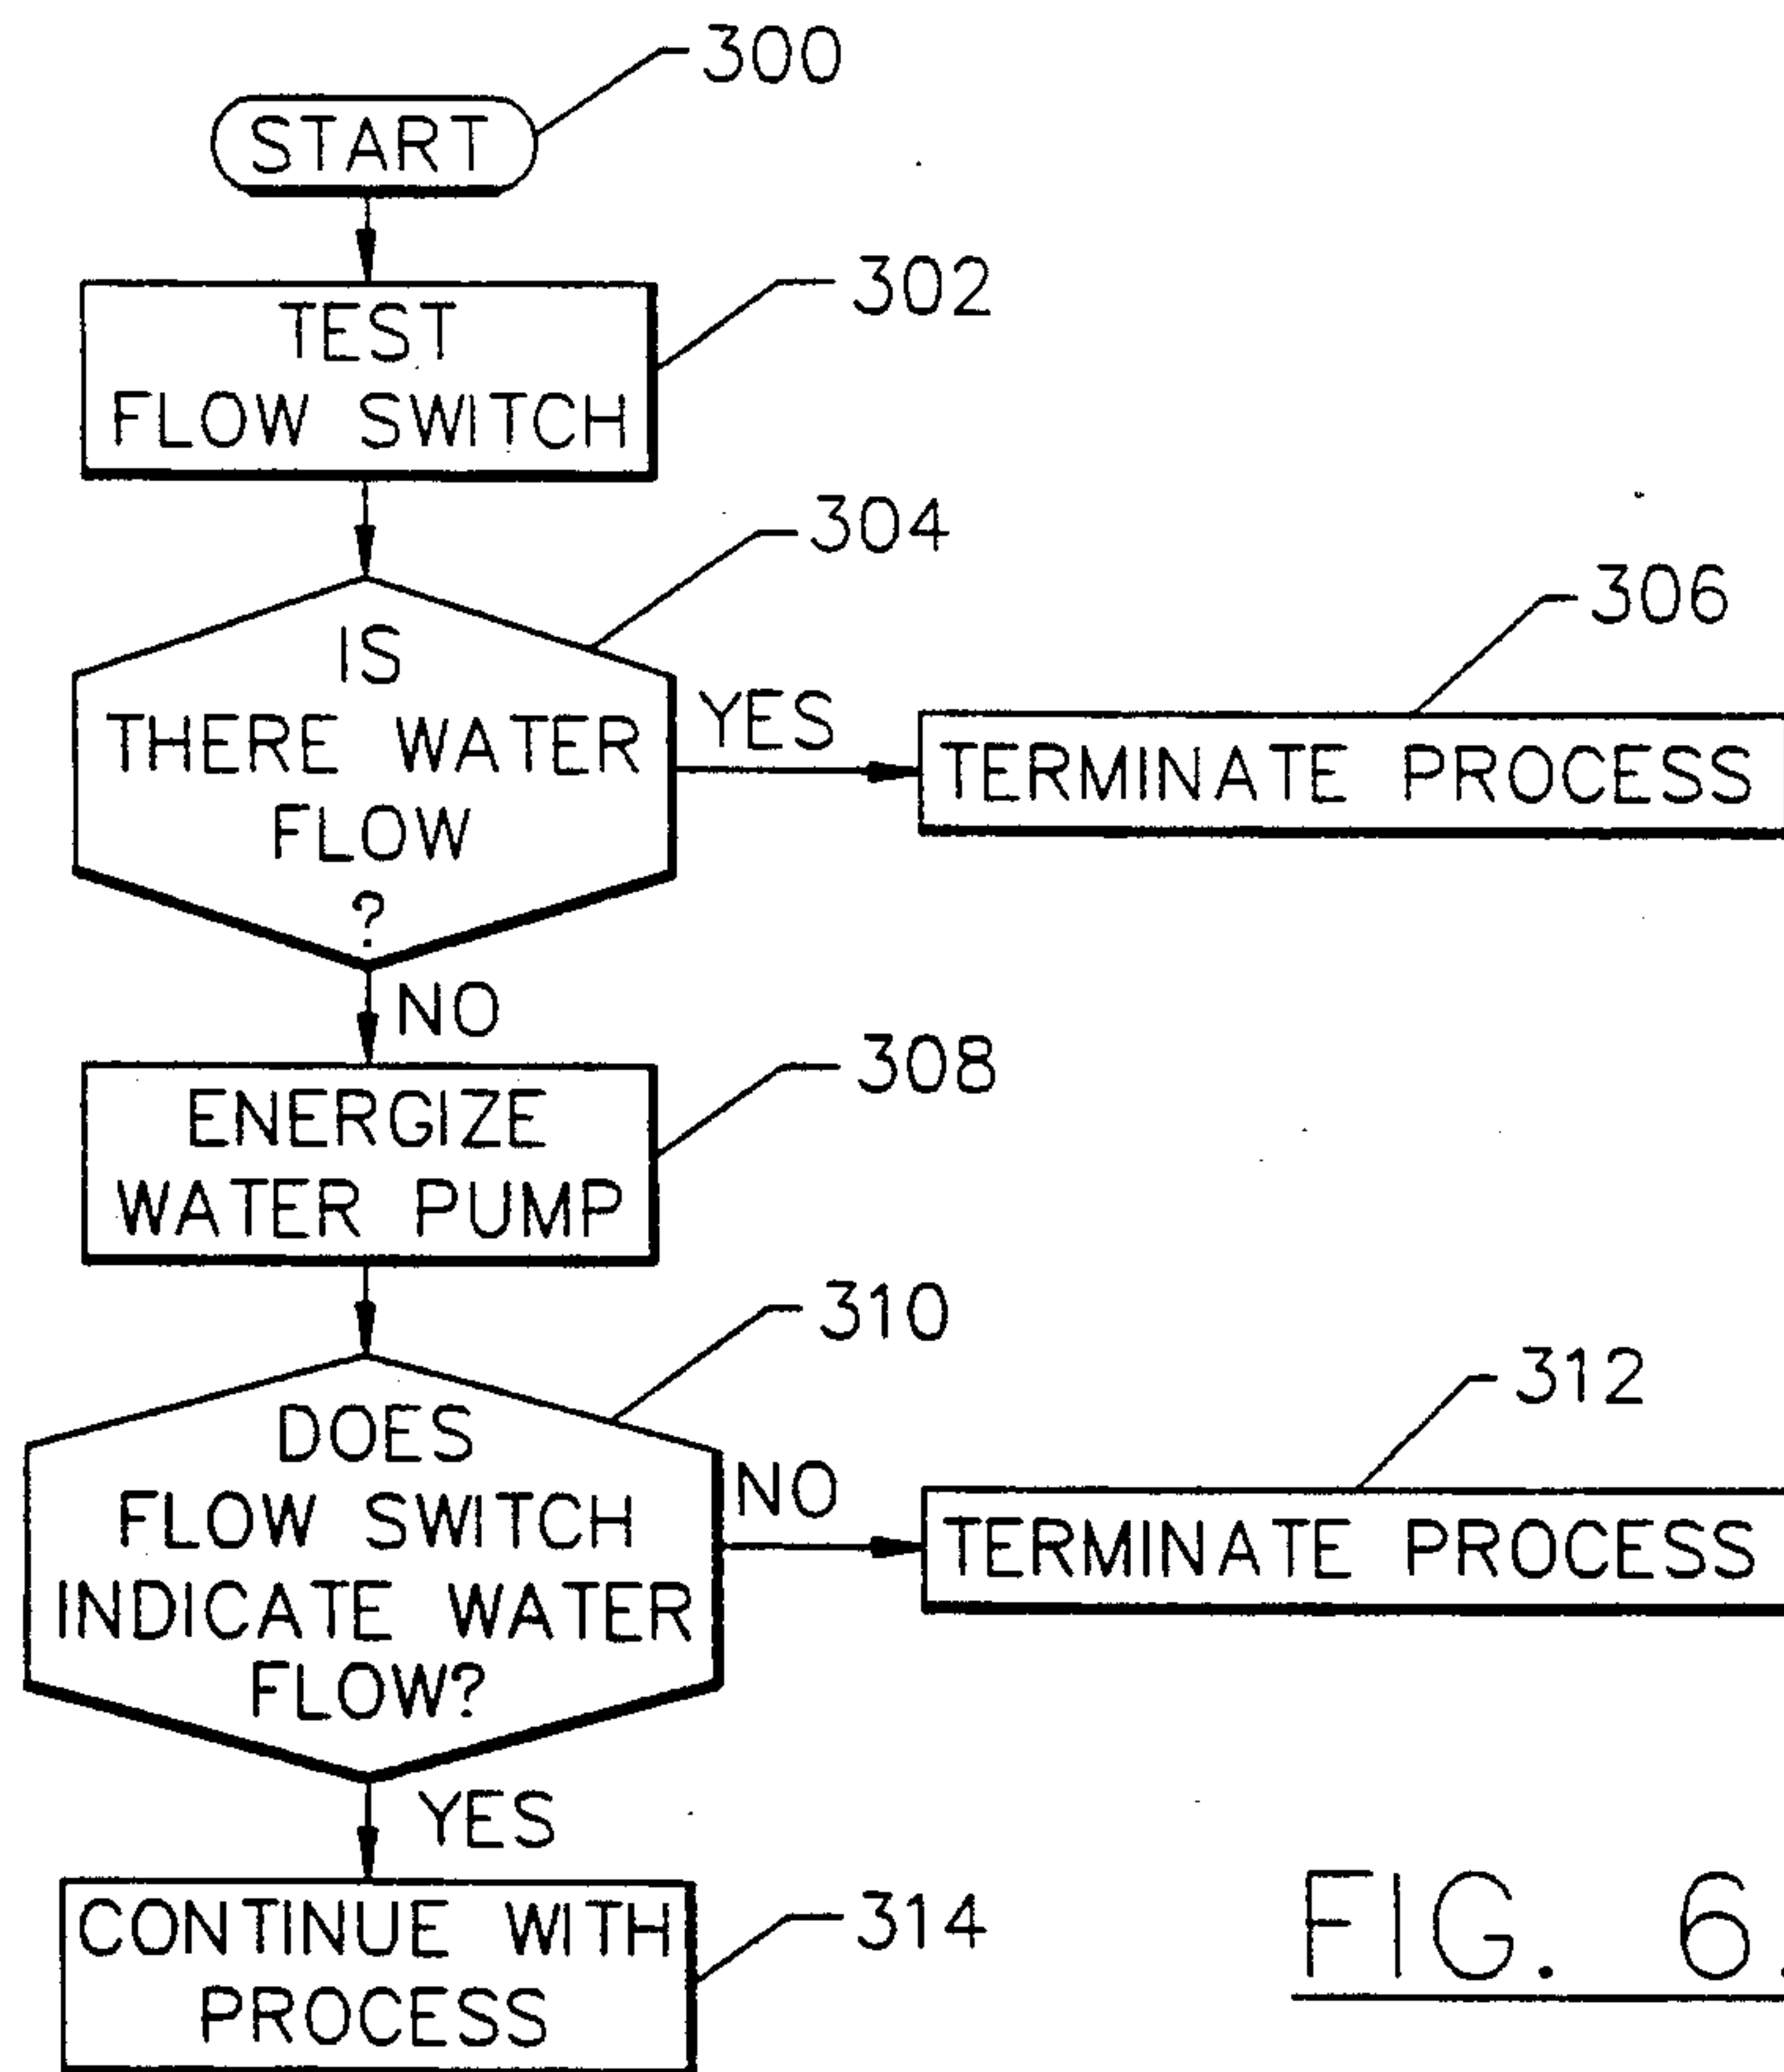 300
START
302
TEST
FLOW SWITCH
304
IS
THERE WATER
FLOW
?
YES
306
TERMINATE PROCESS
NO
308
ENERGIZE
WATER PUMP
310
DOES
FLOW SWITCH
INDICATE WATER
FLOW?
NO
312
TERMINATE PROCESS
YES
314
CONTINUE WITH
PROCESS
FIG. 6.